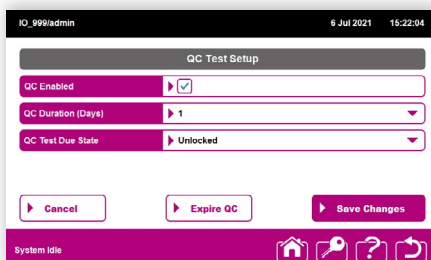 IO_999/admin 6 Jul 2021 15:22:04
QC Test Setup
QC Enabled
QC Duration (Days) 1
QC Test Due State Unlocked
Cancel Expire QC Save Changes
System Idle